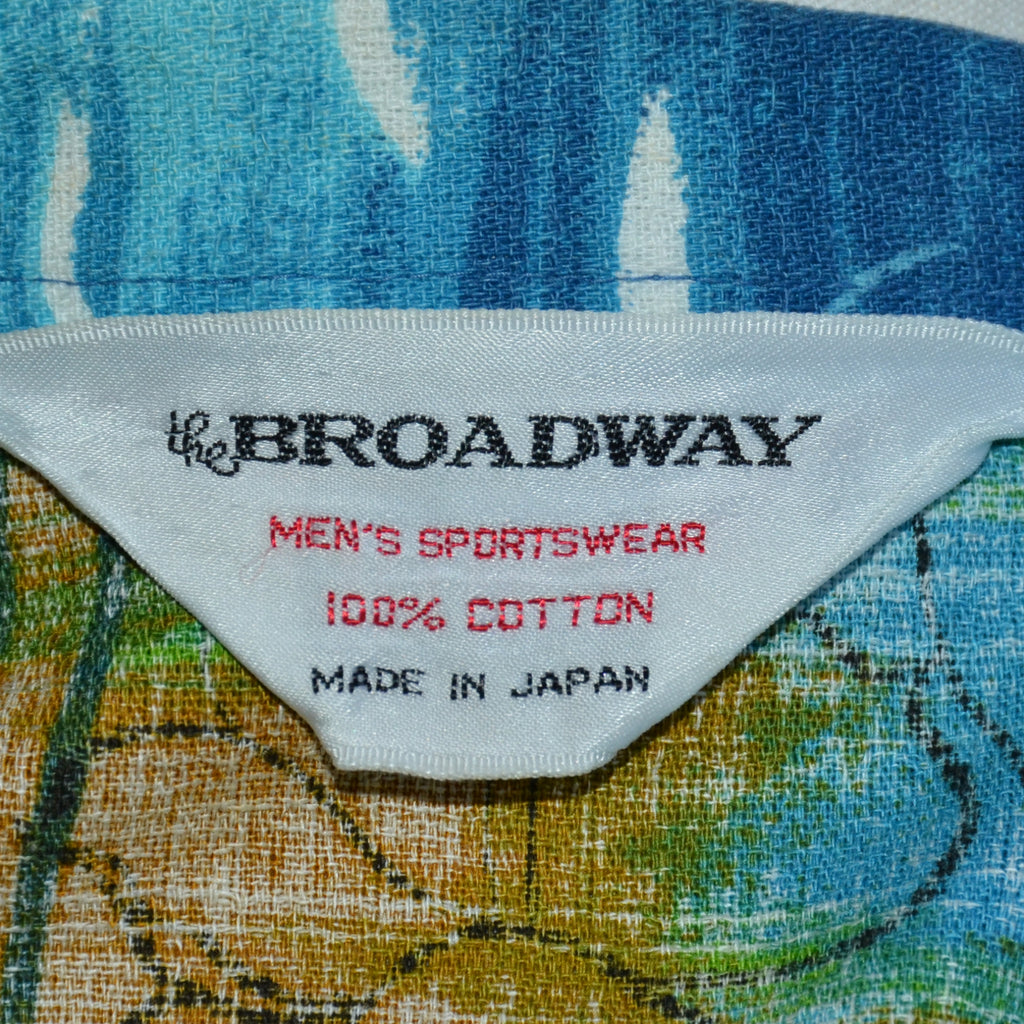 the BROADWAY
MEN'S SPORTSWEAR
100% COTTON
MADE IN JAPAN